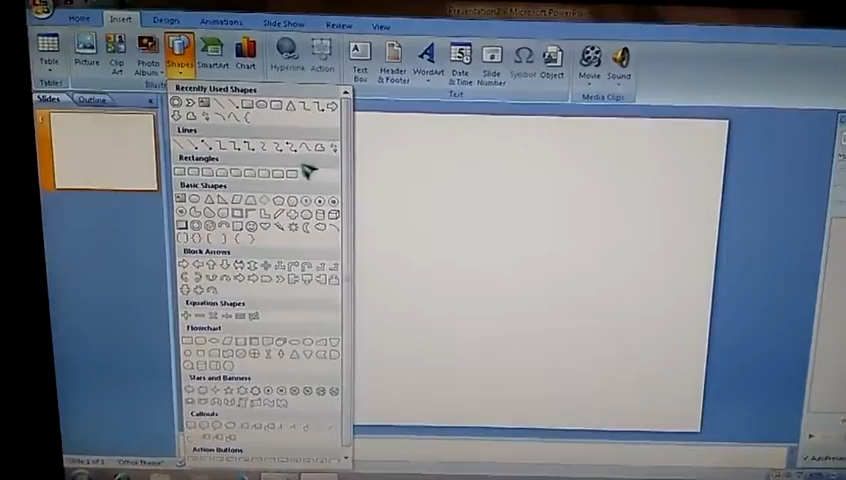 Presentation2 - Microsoft PowerPoint
Home Insert Design Animations Slide Show Review View
Table Picture Clip Art Photo Album Shapes SmartArt Chart Hyperlink Action Text Box Header & Footer WordArt Date & Time Slide Number Symbol Object Movie Sound
Text Media Clips
Slides Outline x
Recently Used Shapes
Lines
Rectangles
Basic Shapes
Block Arrows
Equation Shapes
Flowchart
Stars and Banners
Callouts
Action Buttons
Slide 1 of 1 "Office Theme"